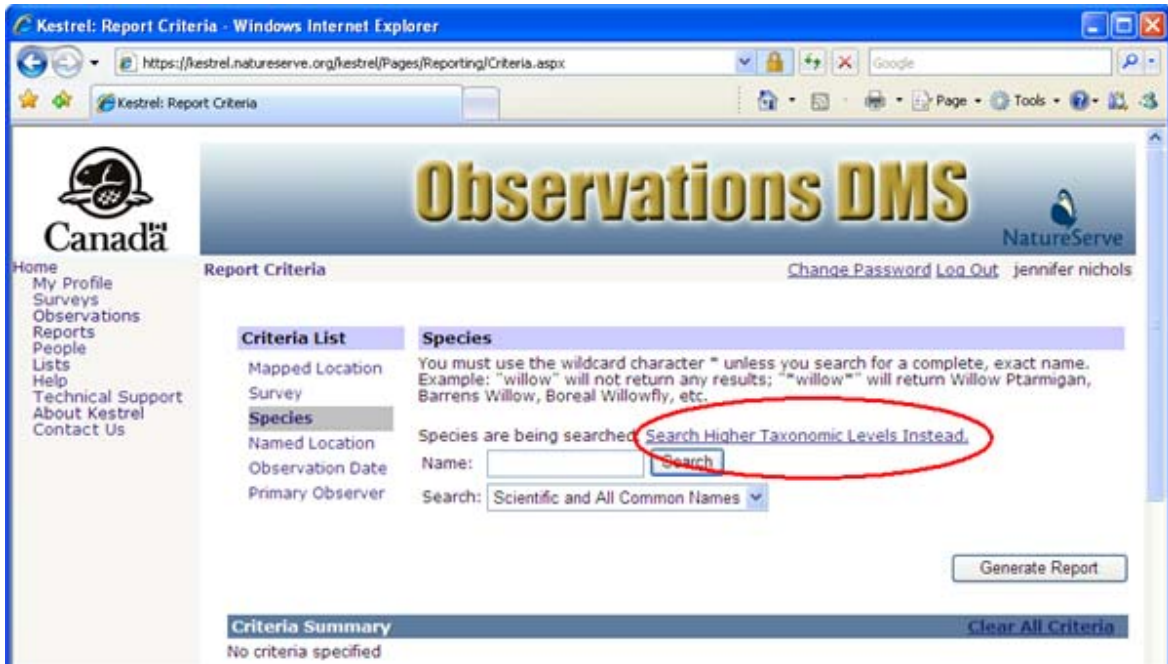 Kestrel: Report Criteria - Windows Internet Explorer
https://kestrel.natureserve.org/kestrel/Pages/Reporting/Criteria.aspx
Google
Kestrel: Report Criteria
Page
Tools
Canada
Observations DMS
NatureServe
Home
My Profile
Surveys
Observations
Reports
People
Lists
Help
Technical Support
About Kestrel
Contact Us
Report Criteria
Change Password Log Out jennifer nichols
Criteria List
Mapped Location
Survey
Species
Named Location
Observation Date
Primary Observer
Species
You must use the wildcard character * unless you search for a complete, exact name.
Example: "willow" will not return any results; "*willow*" will return Willow Ptarmigan,
Barrens Willow, Boreal Willowfly, etc.
Species are being searched. Search Higher Taxonomic Levels Instead.
Name: Search
Search: Scientific and All Common Names
Generate Report
Criteria Summary Clear All Criteria
No criteria specified